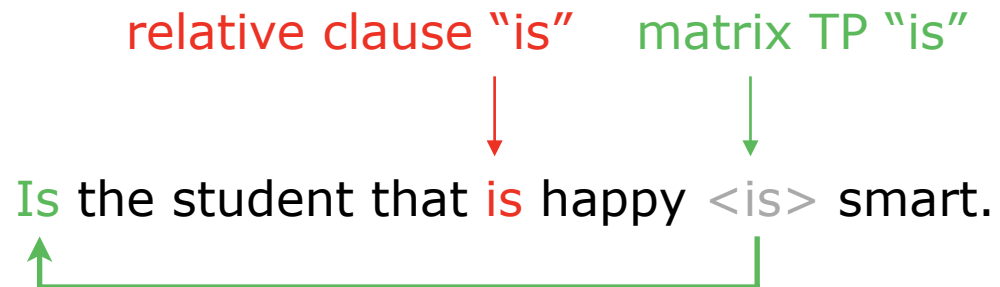 relative clause “is” matrix TP “is”
Is the student that is happy <is> smart.